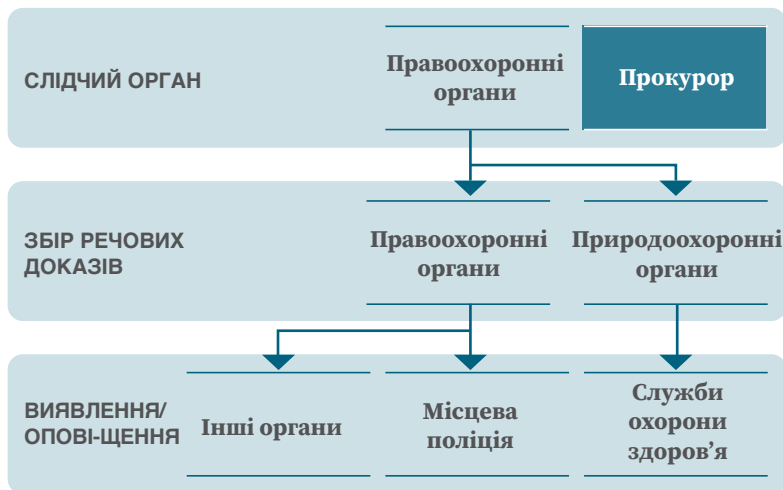 СЛІДЧИЙ ОРГАН
Правоохоронні
органи
Прокурор
ЗБІР РЕЧОВИХ
ДОКАЗІВ
Правоохоронні
органи
Природоохоронні
органи
ВИЯВЛЕННЯ/
ОПОВІ-ЩЕННЯ
Інші органи
Місцева
поліція
Служби
охорони
здоров’я